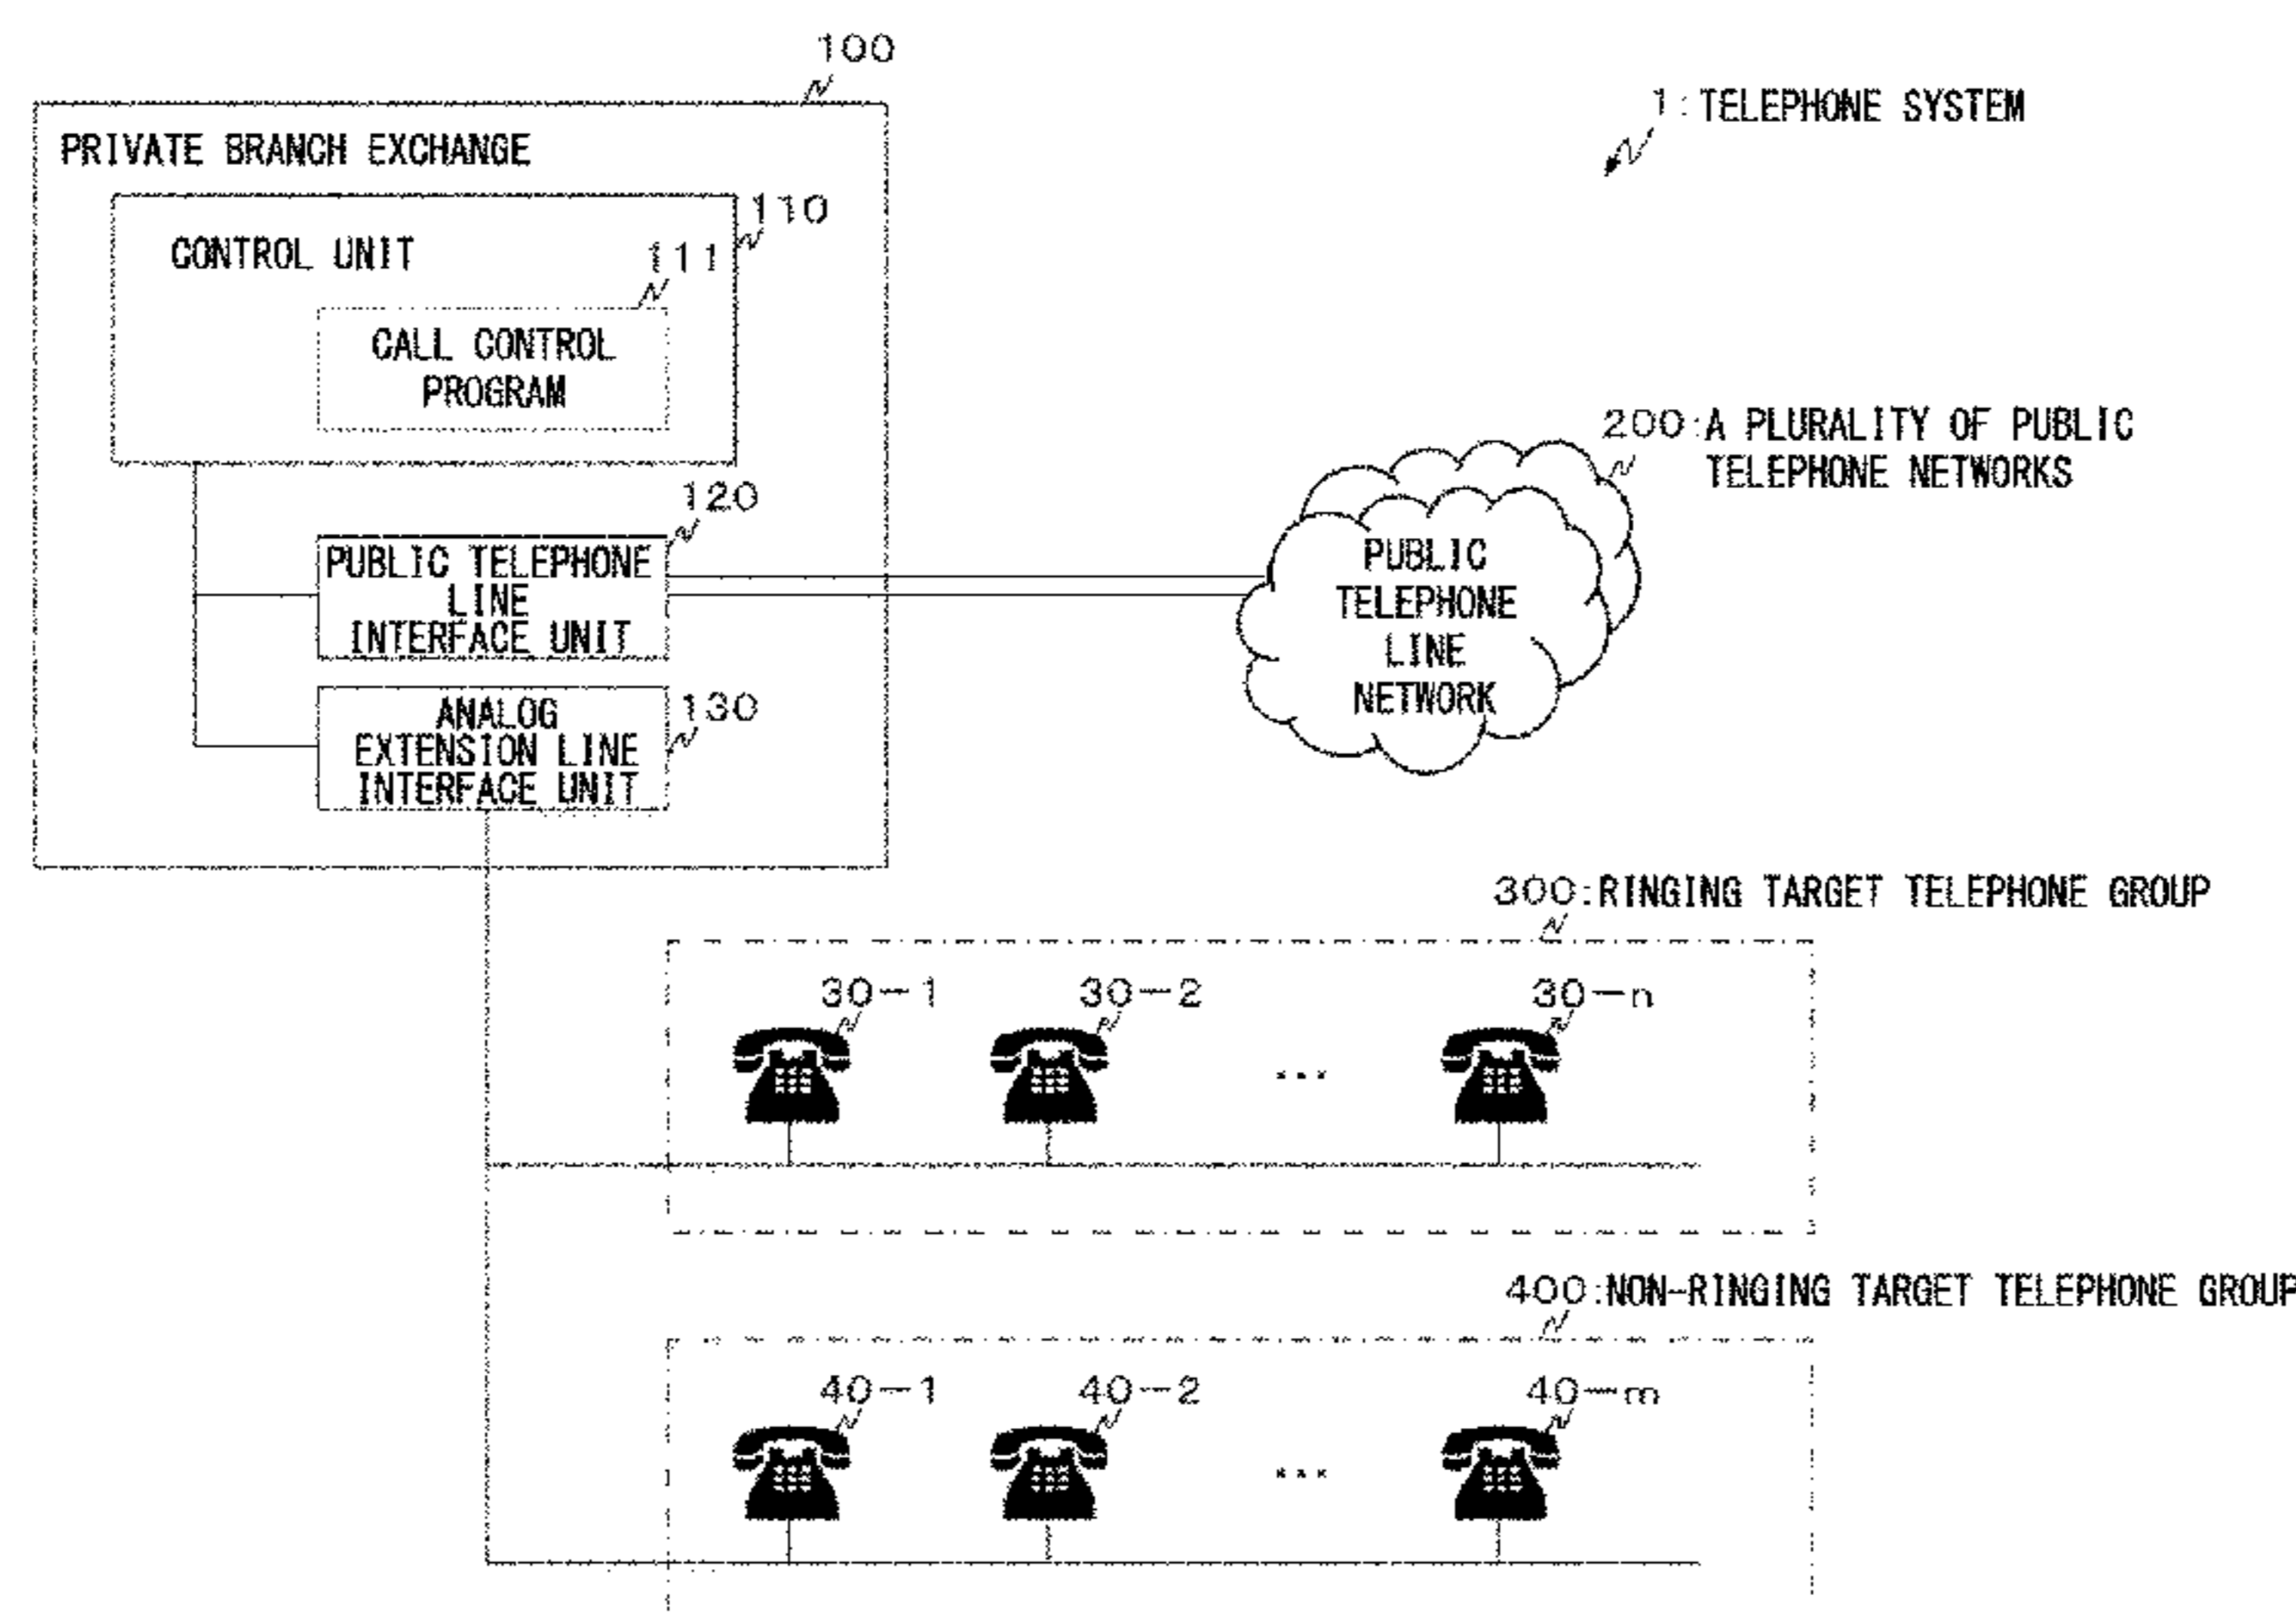 100
1:TELEPHONE SYSTEM
PRIVATE BRANCH EXCHANGE
110
CONTROL UNIT
111
CALL CONTROL
PROGRAM
200:A PLURALITY OF PUBLIC
TELEPHONE NETWORKS
120
PUBLIC TELEPHONE
LINE
INTERFACE UNIT
PUBLIC
TELEPHONE
LINE
NETWORK
130
ANALOG
EXTENSION LINE
INTERFACE UNIT
300:RINGING TARGET TELEPHONE GROUP
30-1 30-2 30-n
...
400:NON-RINGING TARGET TELEPHONE GROUP
40-1 40-2 40-m
...